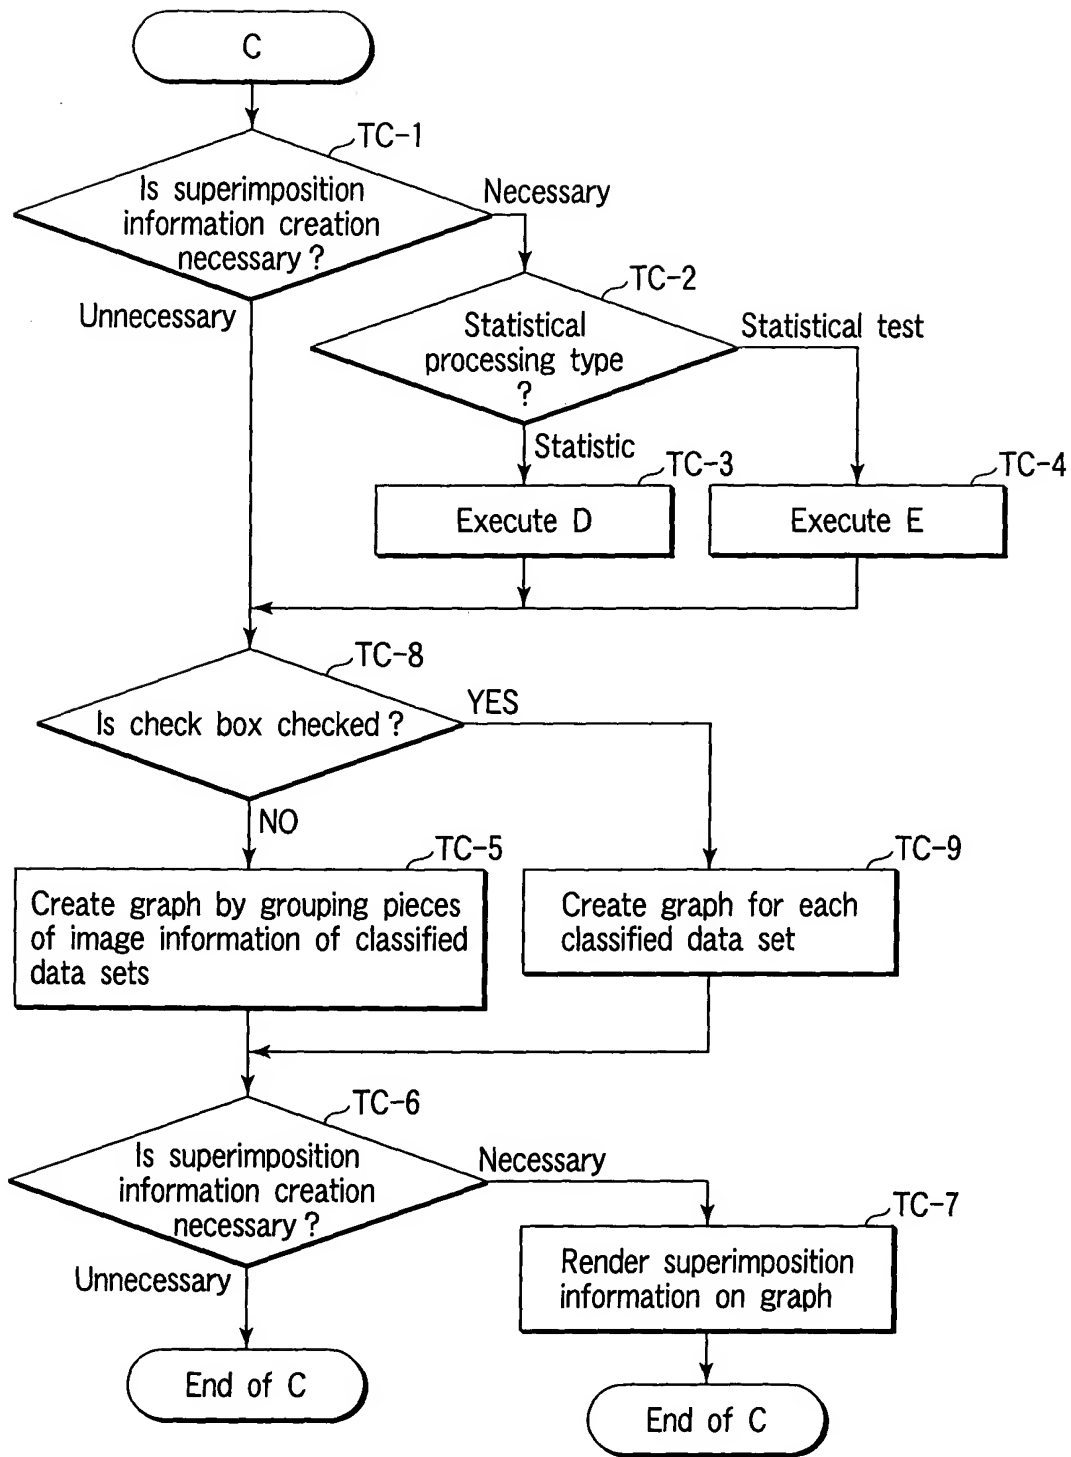 C
TC-1
Is superimposition
information creation
necessary?
Necessary
Unnecessary
TC-2
Statistical
processing type
?
Statistical test
Statistic
TC-3
Execute D
TC-4
Execute E
TC-8
Is check box checked?
YES
NO
TC-5
Create graph by grouping pieces
of image information of classified
data sets
TC-9
Create graph for each
classified data set
TC-6
Is superimposition
information creation
necessary?
Necessary
Unnecessary
TC-7
Render superimposition
information on graph
End of C
End of C